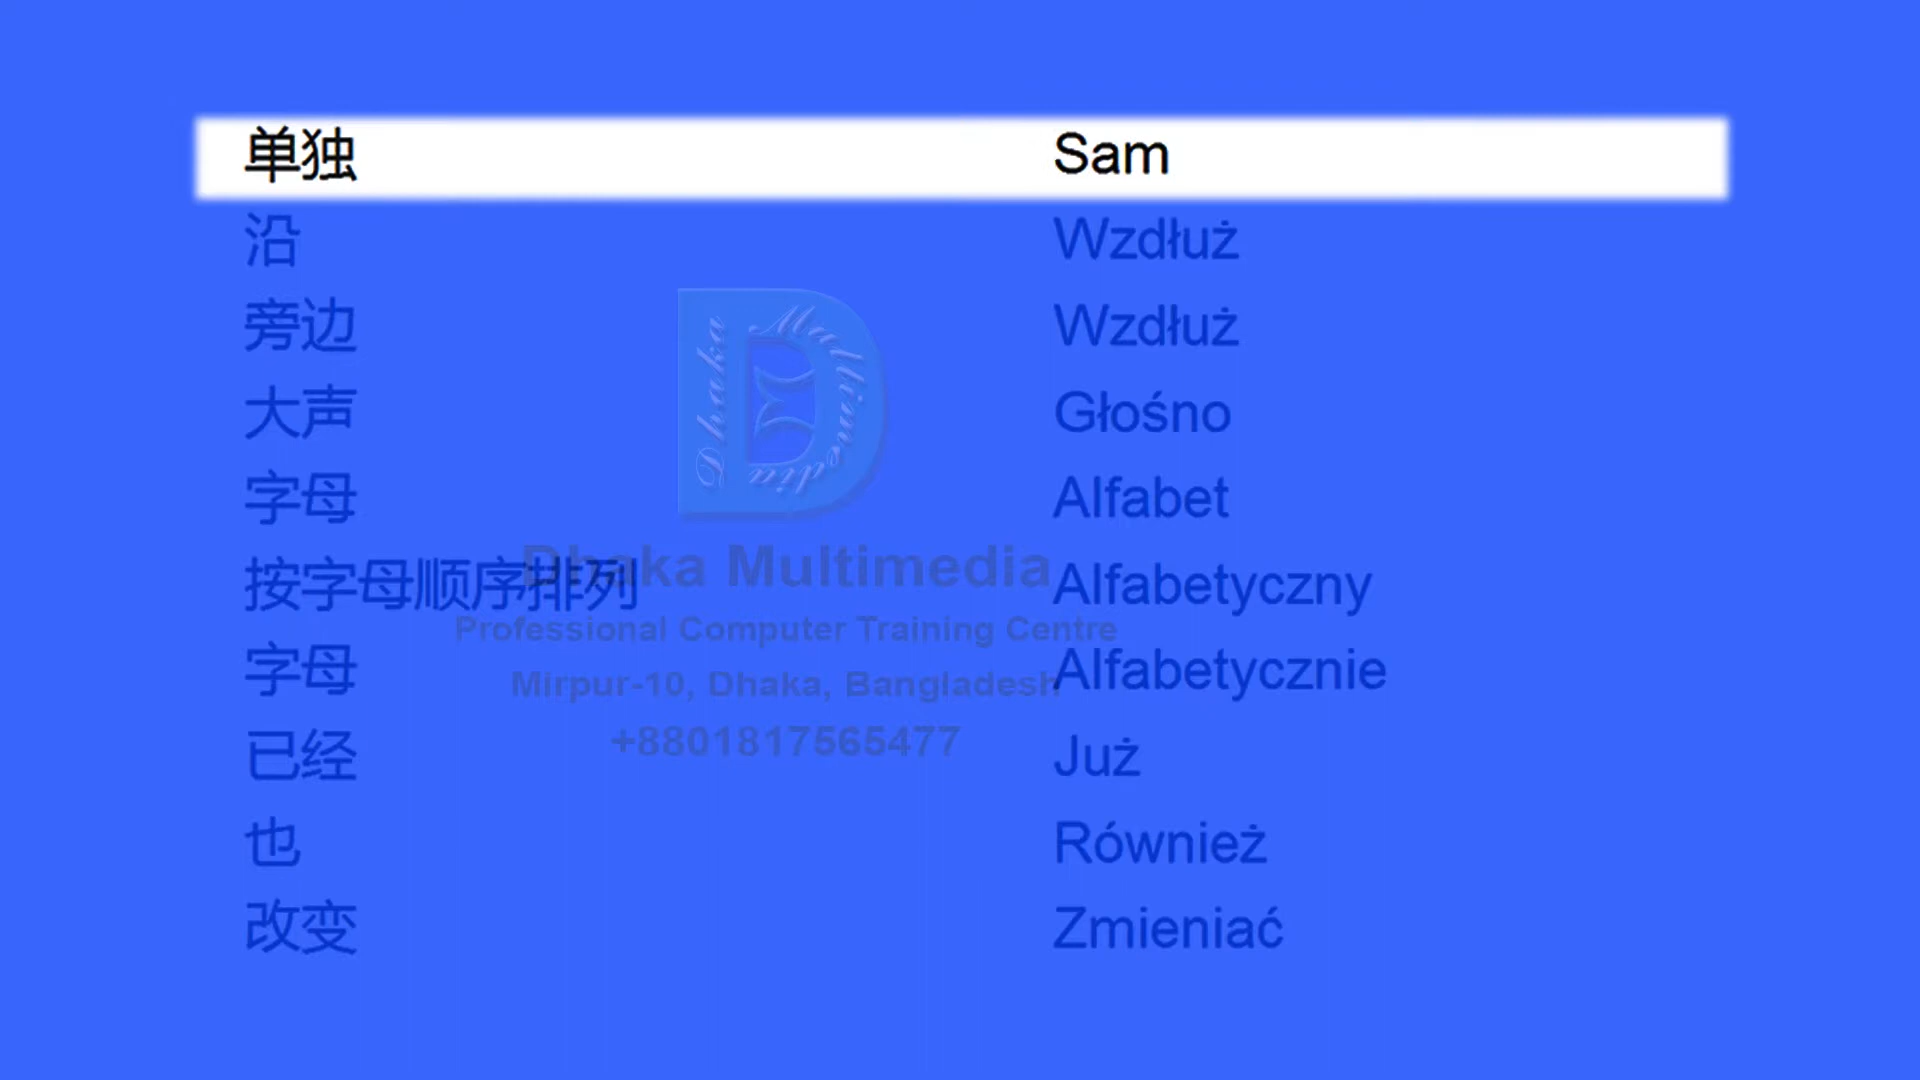 单独 Sam
沿 Wzdłuż
旁边 Wzdłuż
大声 Głośno
字母 Alfabet
按字母顺序排列 Alfabetyczny
字母 Alfabetycznie
已经 Już
也 Również
改变 Zmieniać
Dhaka Multimedia
Dhaka Multimedia
Professional Computer Training Centre
Mirpur-10, Dhaka, Bangladesh
+8801817565477